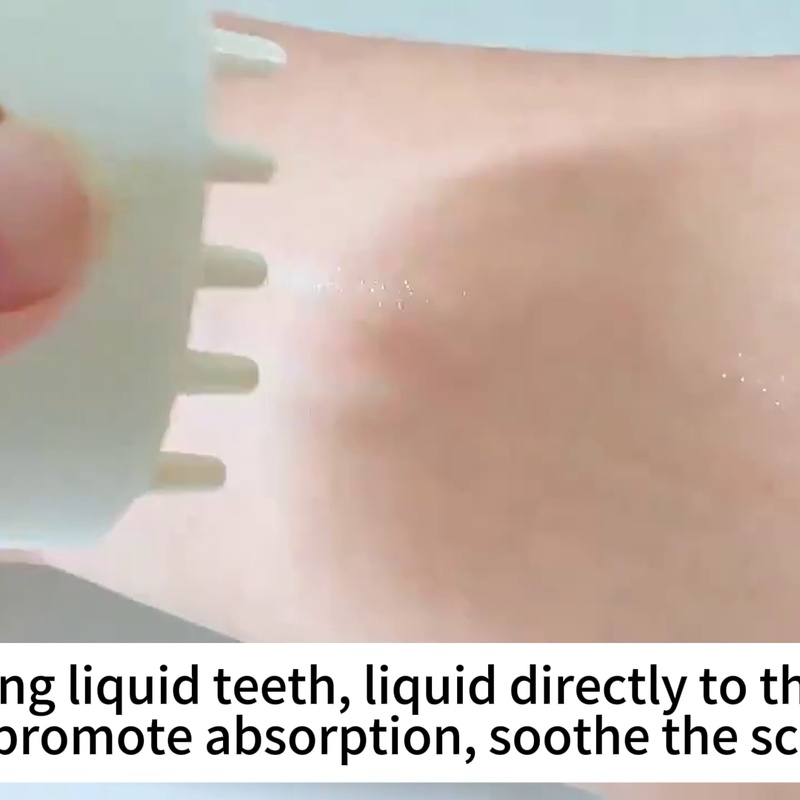 ng liquid teeth, liquid directly to th
promote absorption, soothe the sc